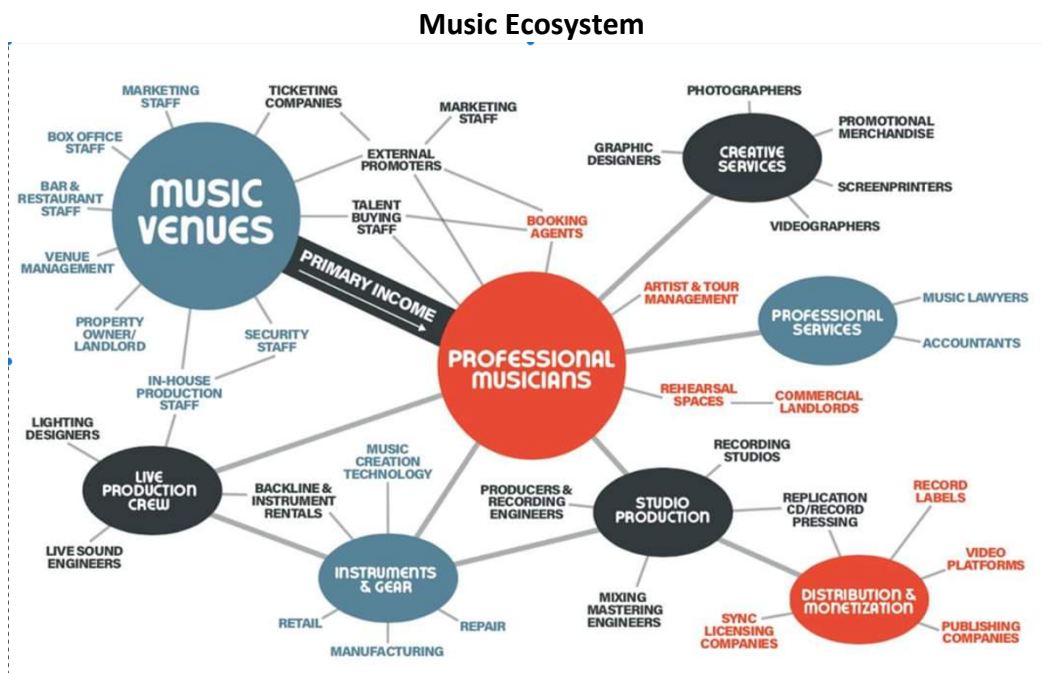 Music Ecosystem
MARKETING
STAFF
TICKETING
COMPANIES
MARKETING
STAFF
PHOTOGRAPHERS
PROMOTIONAL
MERCHANDISE
BOX OFFICE
STAFF
EXTERNAL
PROMOTERS
GRAPHIC
DESIGNERS
CREATIVE
SERVICES
SCREENPRINTERS
VIDEOGRAPHERS
BAR &
RESTAURANT
STAFF
MUSIC
VENUES
TALENT
BUYING
STAFF
BOOKING
AGENTS
VENUE
MANAGEMENT
PRIMARY INCOME
ARTIST & TOUR
MANAGEMENT
PROFESSIONAL
SERVICES
MUSIC LAWYERS
ACCOUNTANTS
PROPERTY
OWNER/
LANDLORD
SECURITY
STAFF
PROFESSIONAL
MUSICIANS
IN-HOUSE
PRODUCTION
STAFF
REHEARSAL
SPACES
COMMERCIAL
LANDLORDS
LIGHTING
DESIGNERS
LIVE
PRODUCTION
CREW
LIVE SOUND
ENGINEERS
MUSIC
CREATION
TECHNOLOGY
BACKLINE &
INSTRUMENT
RENTALS
PRODUCERS &
RECORDING
ENGINEERS
STUDIO
PRODUCTION
RECORDING
STUDIOS
REPLICATION
CD/RECORD
PRESSING
RECORD
LABELS
INSTRUMENTS
& GEAR
RETAIL
MANUFACTURING
REPAIR
MIXING
MASTERING
ENGINEERS
VIDEO
PLATFORMS
DISTRIBUTION &
MONETIZATION
SYNC
LICENSING
COMPANIES
PUBLISHING
COMPANIES